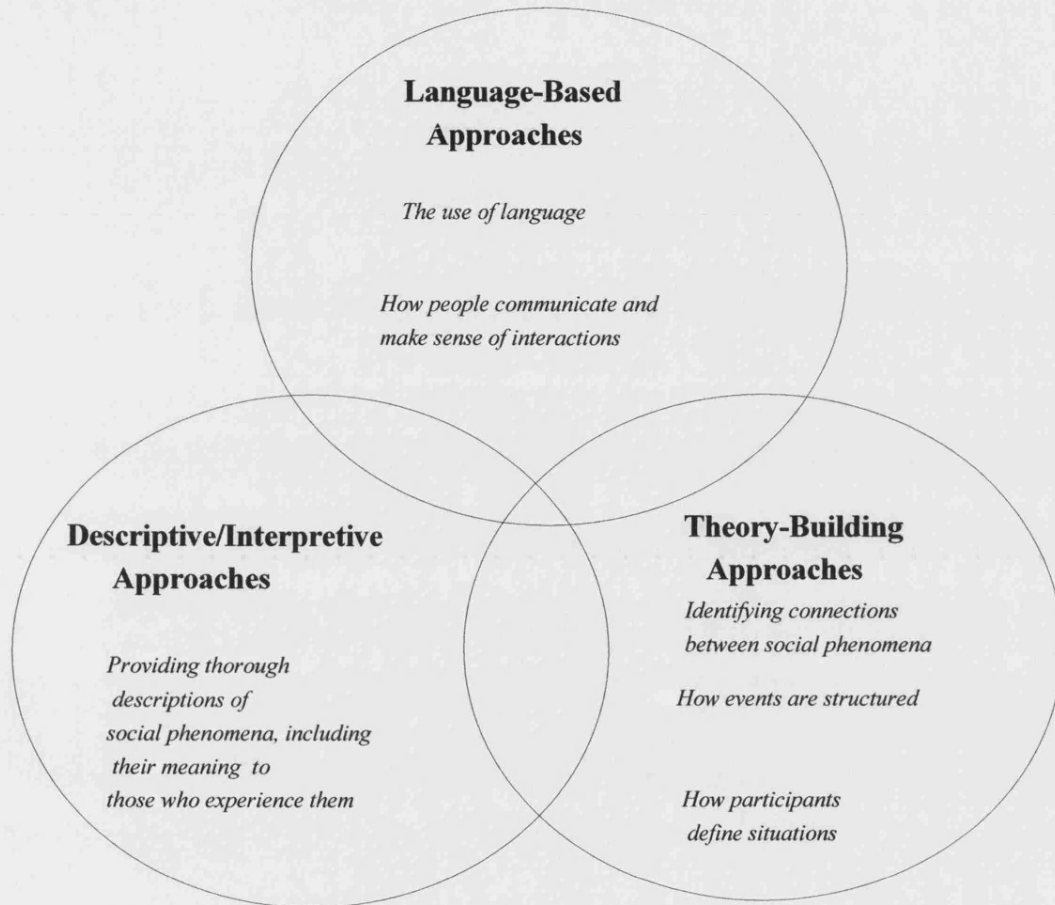 Language-Based
Approaches
The use of language
How people communicate and
make sense of interactions
Descriptive/Interpretive
Approaches
Providing thorough
descriptions of
social phenomena, including
their meaning to
those who experience them
Theory-Building
Approaches
Identifying connections
between social phenomena
How events are structured
How participants
define situations